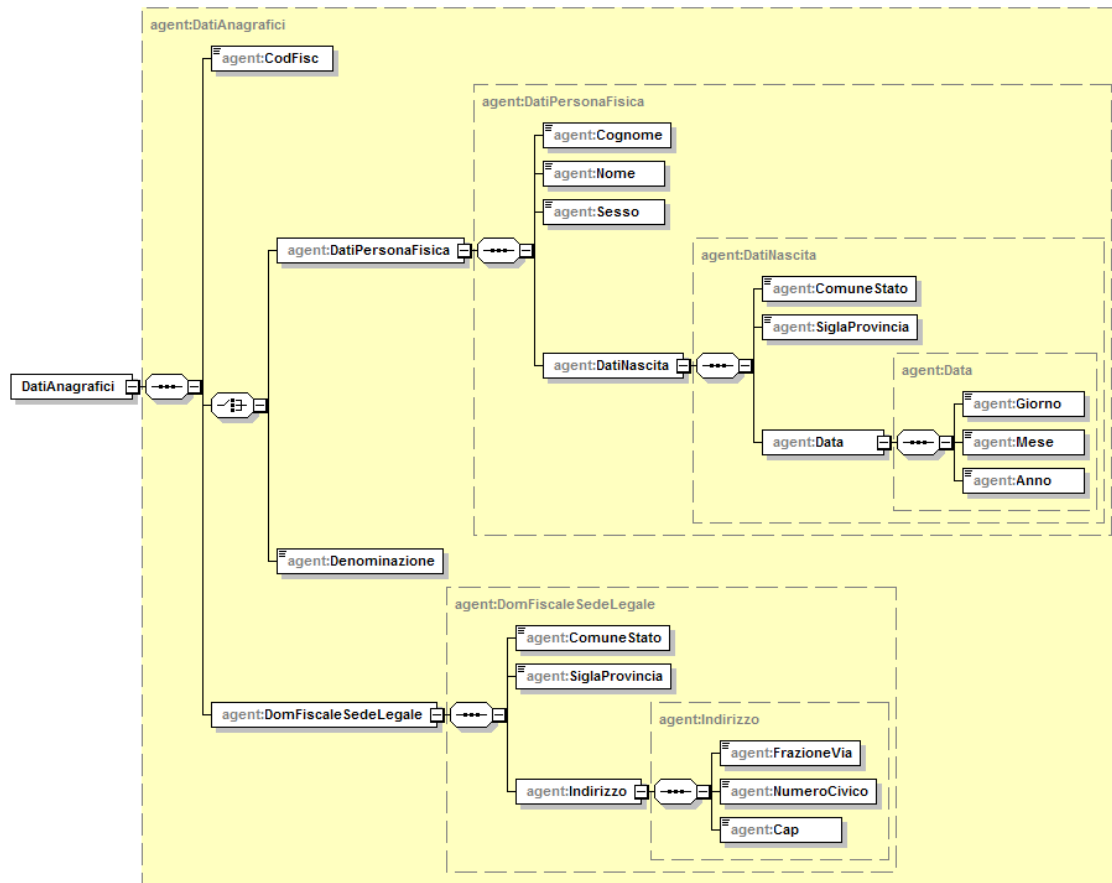 agent:DatiAnagrafici
agent:CodFisc
agent:DatiPersonaFisica
agent:Cognome
agent:Nome
agent:Sesso
agent:DatiPersonaFisica
agent:DatiNascita
agent:ComuneStato
agent:SiglaProvincia
agent:DatiNascita
agent:Data
DatiAnagrafici
agent:Giorno
agent:Data
agent:Mese
agent:Anno
agent:Denominazione
agent:DomFiscaleSedeLegale
agent:ComuneStato
agent:SiglaProvincia
agent:DomFiscaleSedeLegale
agent:Indirizzo
agent:FrazioneVia
agent:Indirizzo
agent:NumeroCivico
agent:Cap